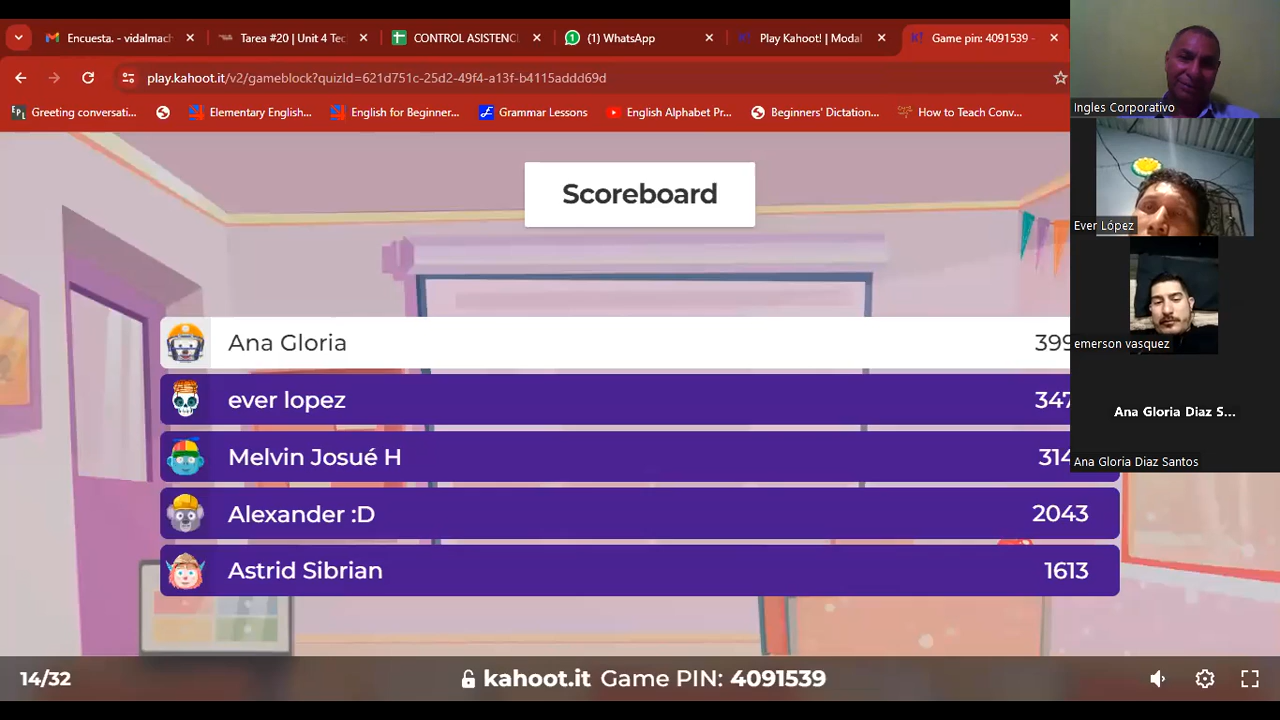 Encuesta. - vidalmach
Tarea #20 | Unit 4 Tec
CONTROL ASISTENCI
(1) WhatsApp
Play Kahoot! | Modal
Game pin: 4091539 -
play.kahoot.it/v2/gameblock?quizId=621d751c-25d2-49f4-a13f-b4115addd69d
Greeting conversati...
Elementary English...
English for Beginner...
Grammar Lessons
English Alphabet Pr...
Beginners' Dictation...
How to Teach Conv...
Ingles Corporativo
Ever López
emerson vasquez
Ana Gloria Diaz S...
Ana Gloria Diaz Santos
Scoreboard
Ana Gloria 399
ever lopez 347
Melvin Josué H 314
Alexander :D 2043
Astrid Sibrian 1613
14/32
kahoot.it Game PIN: 4091539